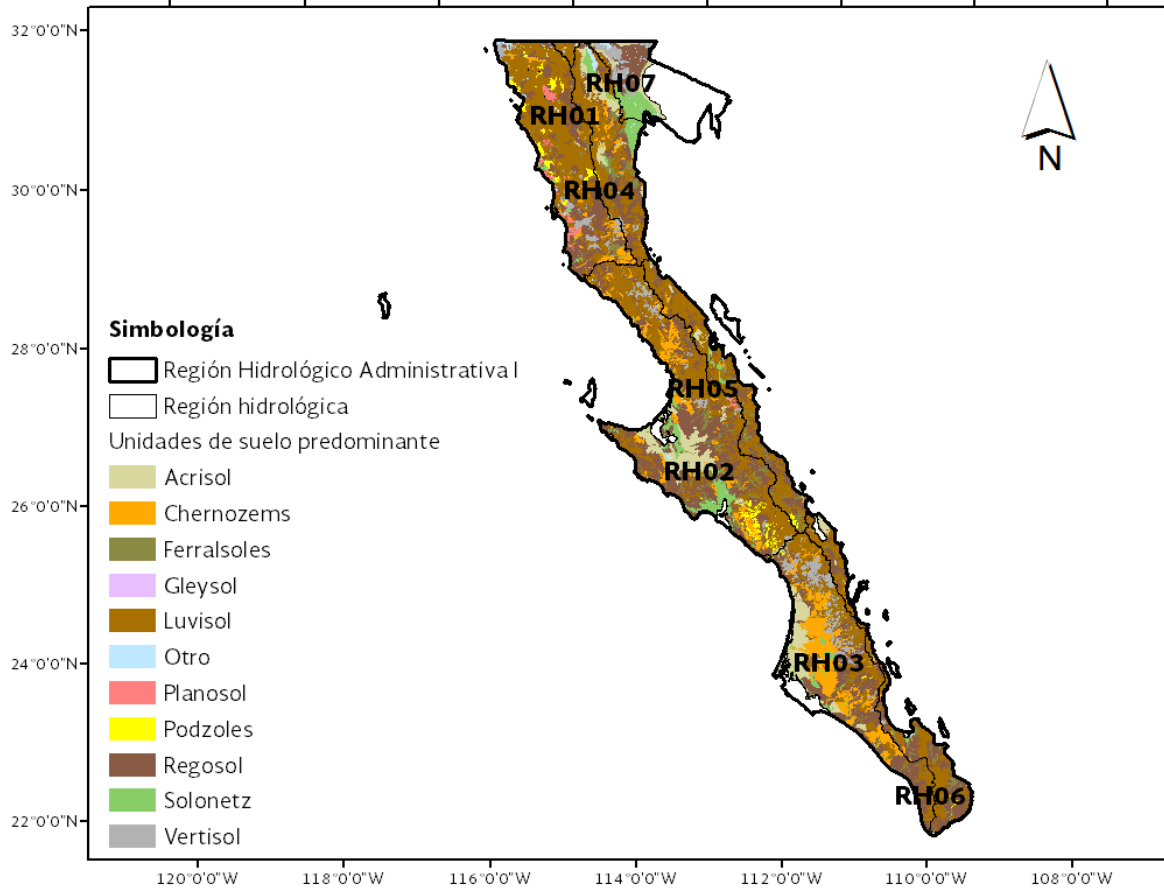 32°0'0"N
30°0'0"N
28°0'0"N
26°0'0"N
24°0'0"N
22°0'0"N
RH07
RH01
RH04
RH05
RH02
RH03
RH06
N
Simbología
Región Hidrológico Administrativa I
Región hidrológica
Unidades de suelo predominante
Acrisol
Chernozems
Ferralsoles
Gleysol
Luvisol
Otro
Planosol
Podzoles
Regosol
Solonetz
Vertisol
120°0'0"W 118°0'0"W 116°0'0"W 114°0'0"W 112°0'0"W 110°0'0"W 108°0'0"W